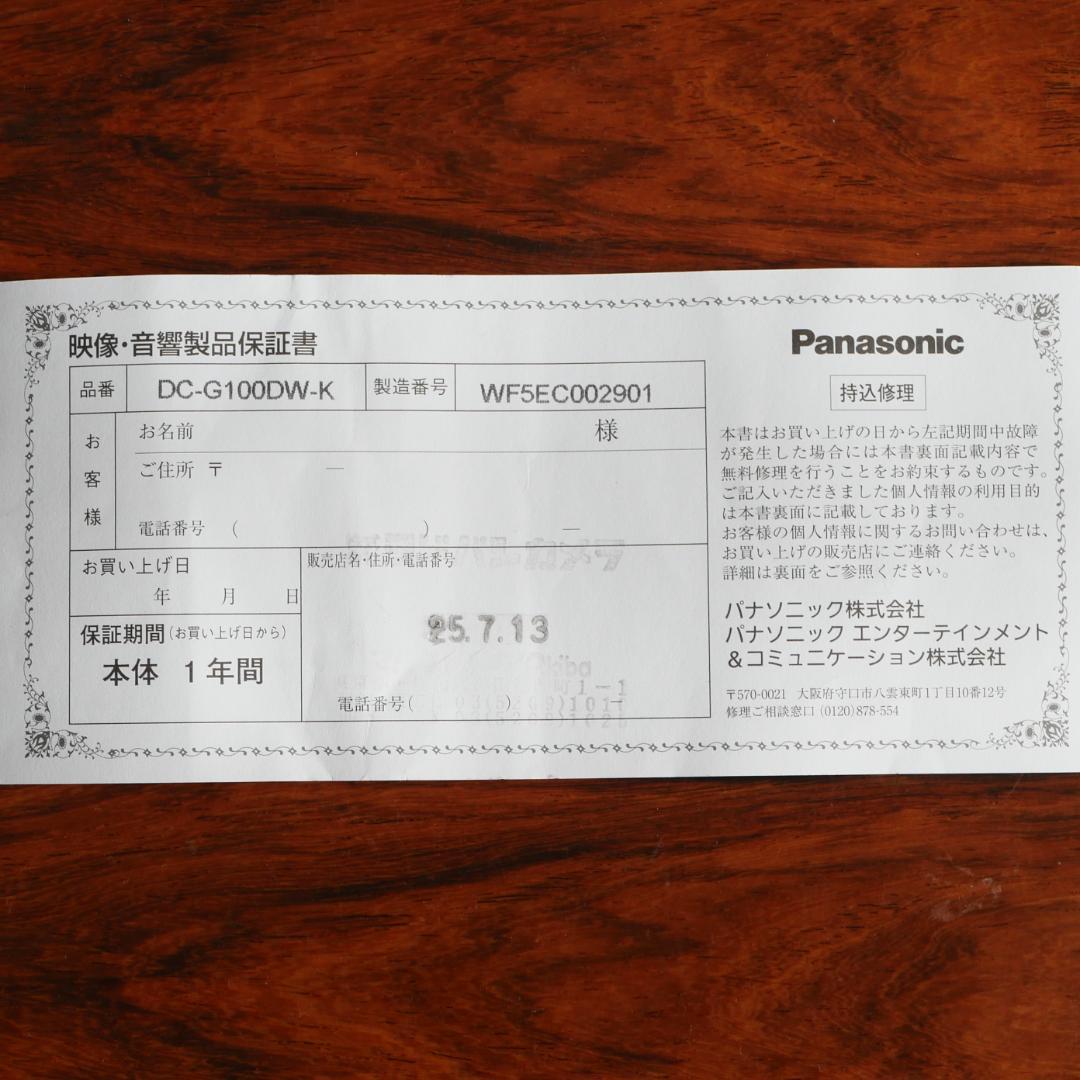 映像・音響製品保証書
Panasonic
品番 DC-G100DW-K 製造番号 WF5EC002901
持込修理
お客様
お名前 様
ご住所 〒 ―
電話番号 ( ) ―
お買い上げ日
年 月 日
保証期間(お買い上げ日から)
本体 1年間
販売店名・住所・電話番号
25.7.13
町1-1
電話番号( )
本書はお買い上げの日から左記期間中故障
が発生した場合には本書裏面記載内容で
無料修理を行うことをお約束するものです。
ご記入いただきました個人情報の利用目的
は本書裏面に記載しております。
お客様の個人情報に関するお問い合わせは、
お買い上げの販売店にご連絡ください。
詳細は裏面をご参照ください。
パナソニック株式会社
パナソニック エンターテインメント
&コミュニケーション株式会社
〒570-0021 大阪府守口市八雲東町1丁目10番12号
修理ご相談窓口 (0120)878-554